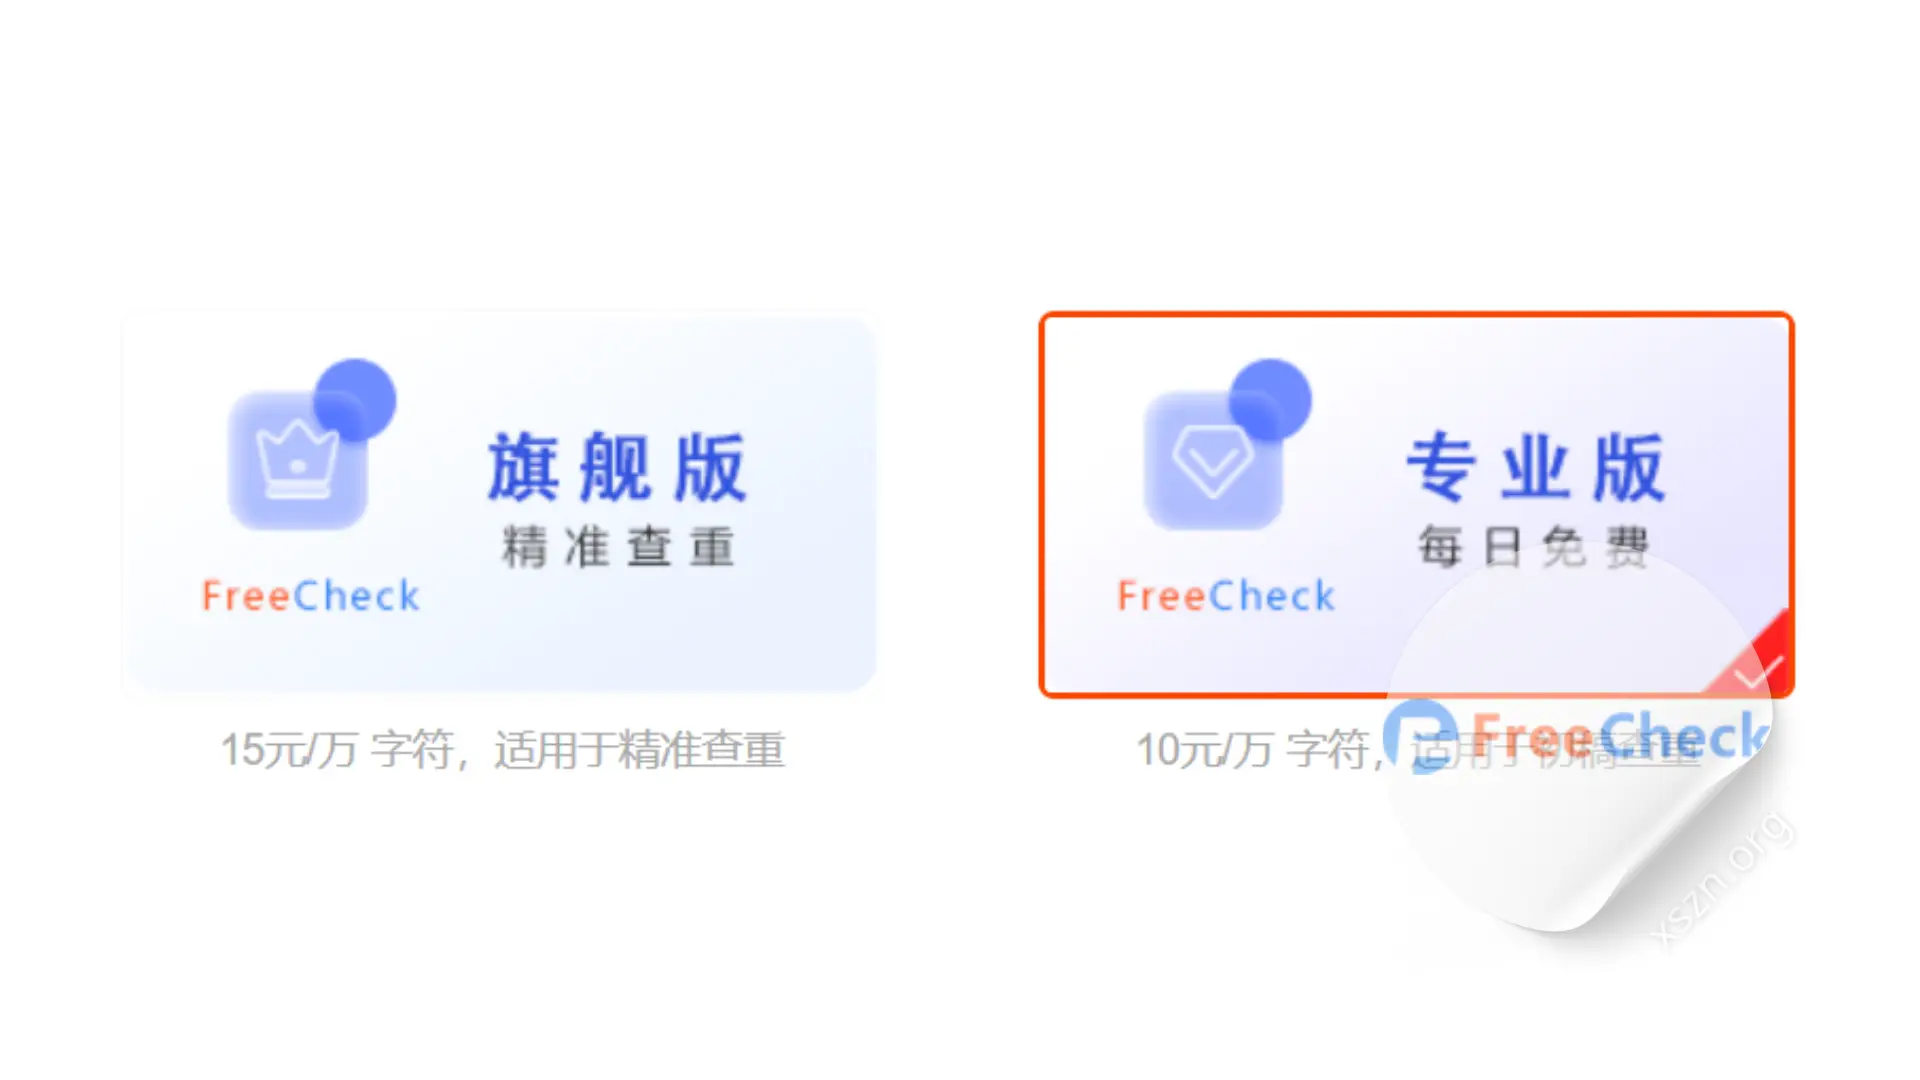 旗舰版
精准查重
FreeCheck
15元/万 字符，适用于精准查重
专业版
每日免费
FreeCheck
10元/万 字符，适用于初稿查重
FreeCheck
xszn.org